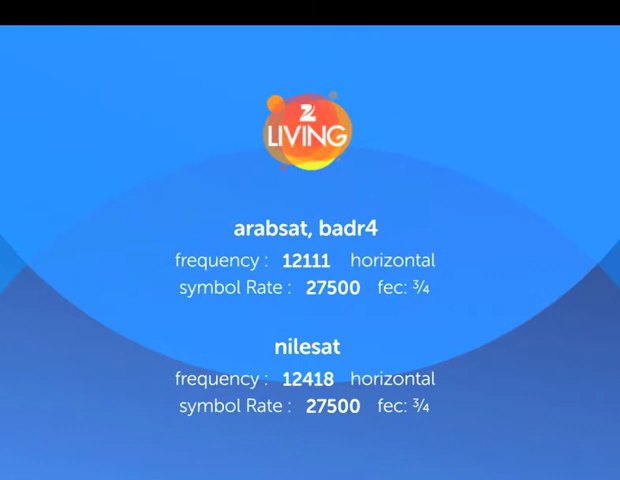 Z
LIVING
arabsat, badr4
frequency : 12111 horizontal
symbol Rate : 27500 fec: ¾
nilesat
frequency : 12418 horizontal
symbol Rate : 27500 fec: ¾